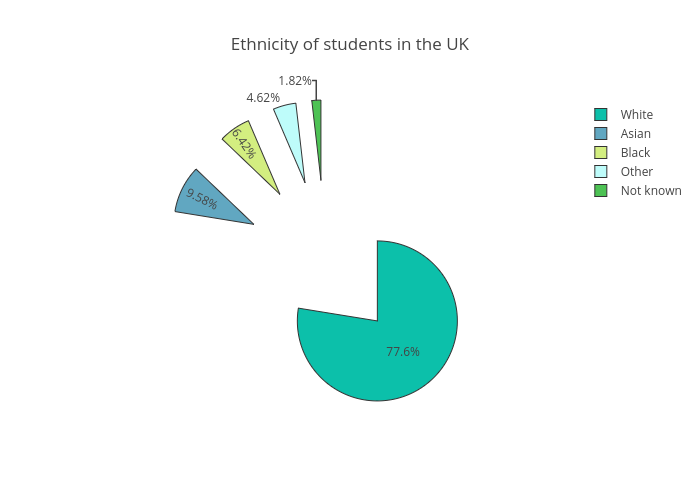 Ethnicity of students in the UK
1.82%
4.62%
6.42%
9.58%
77.6%
White
Asian
Black
Other
Not known